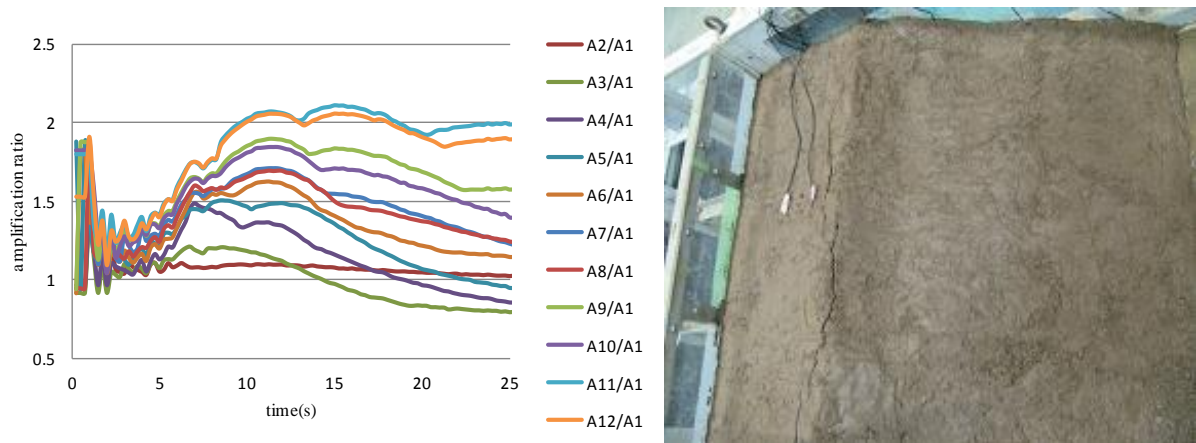 2.5
2
1.5
1
0.5
amplification ratio
0 5 10 15 20 25
time(s)
A2/A1
A3/A1
A4/A1
A5/A1
A6/A1
A7/A1
A8/A1
A9/A1
A10/A1
A11/A1
A12/A1